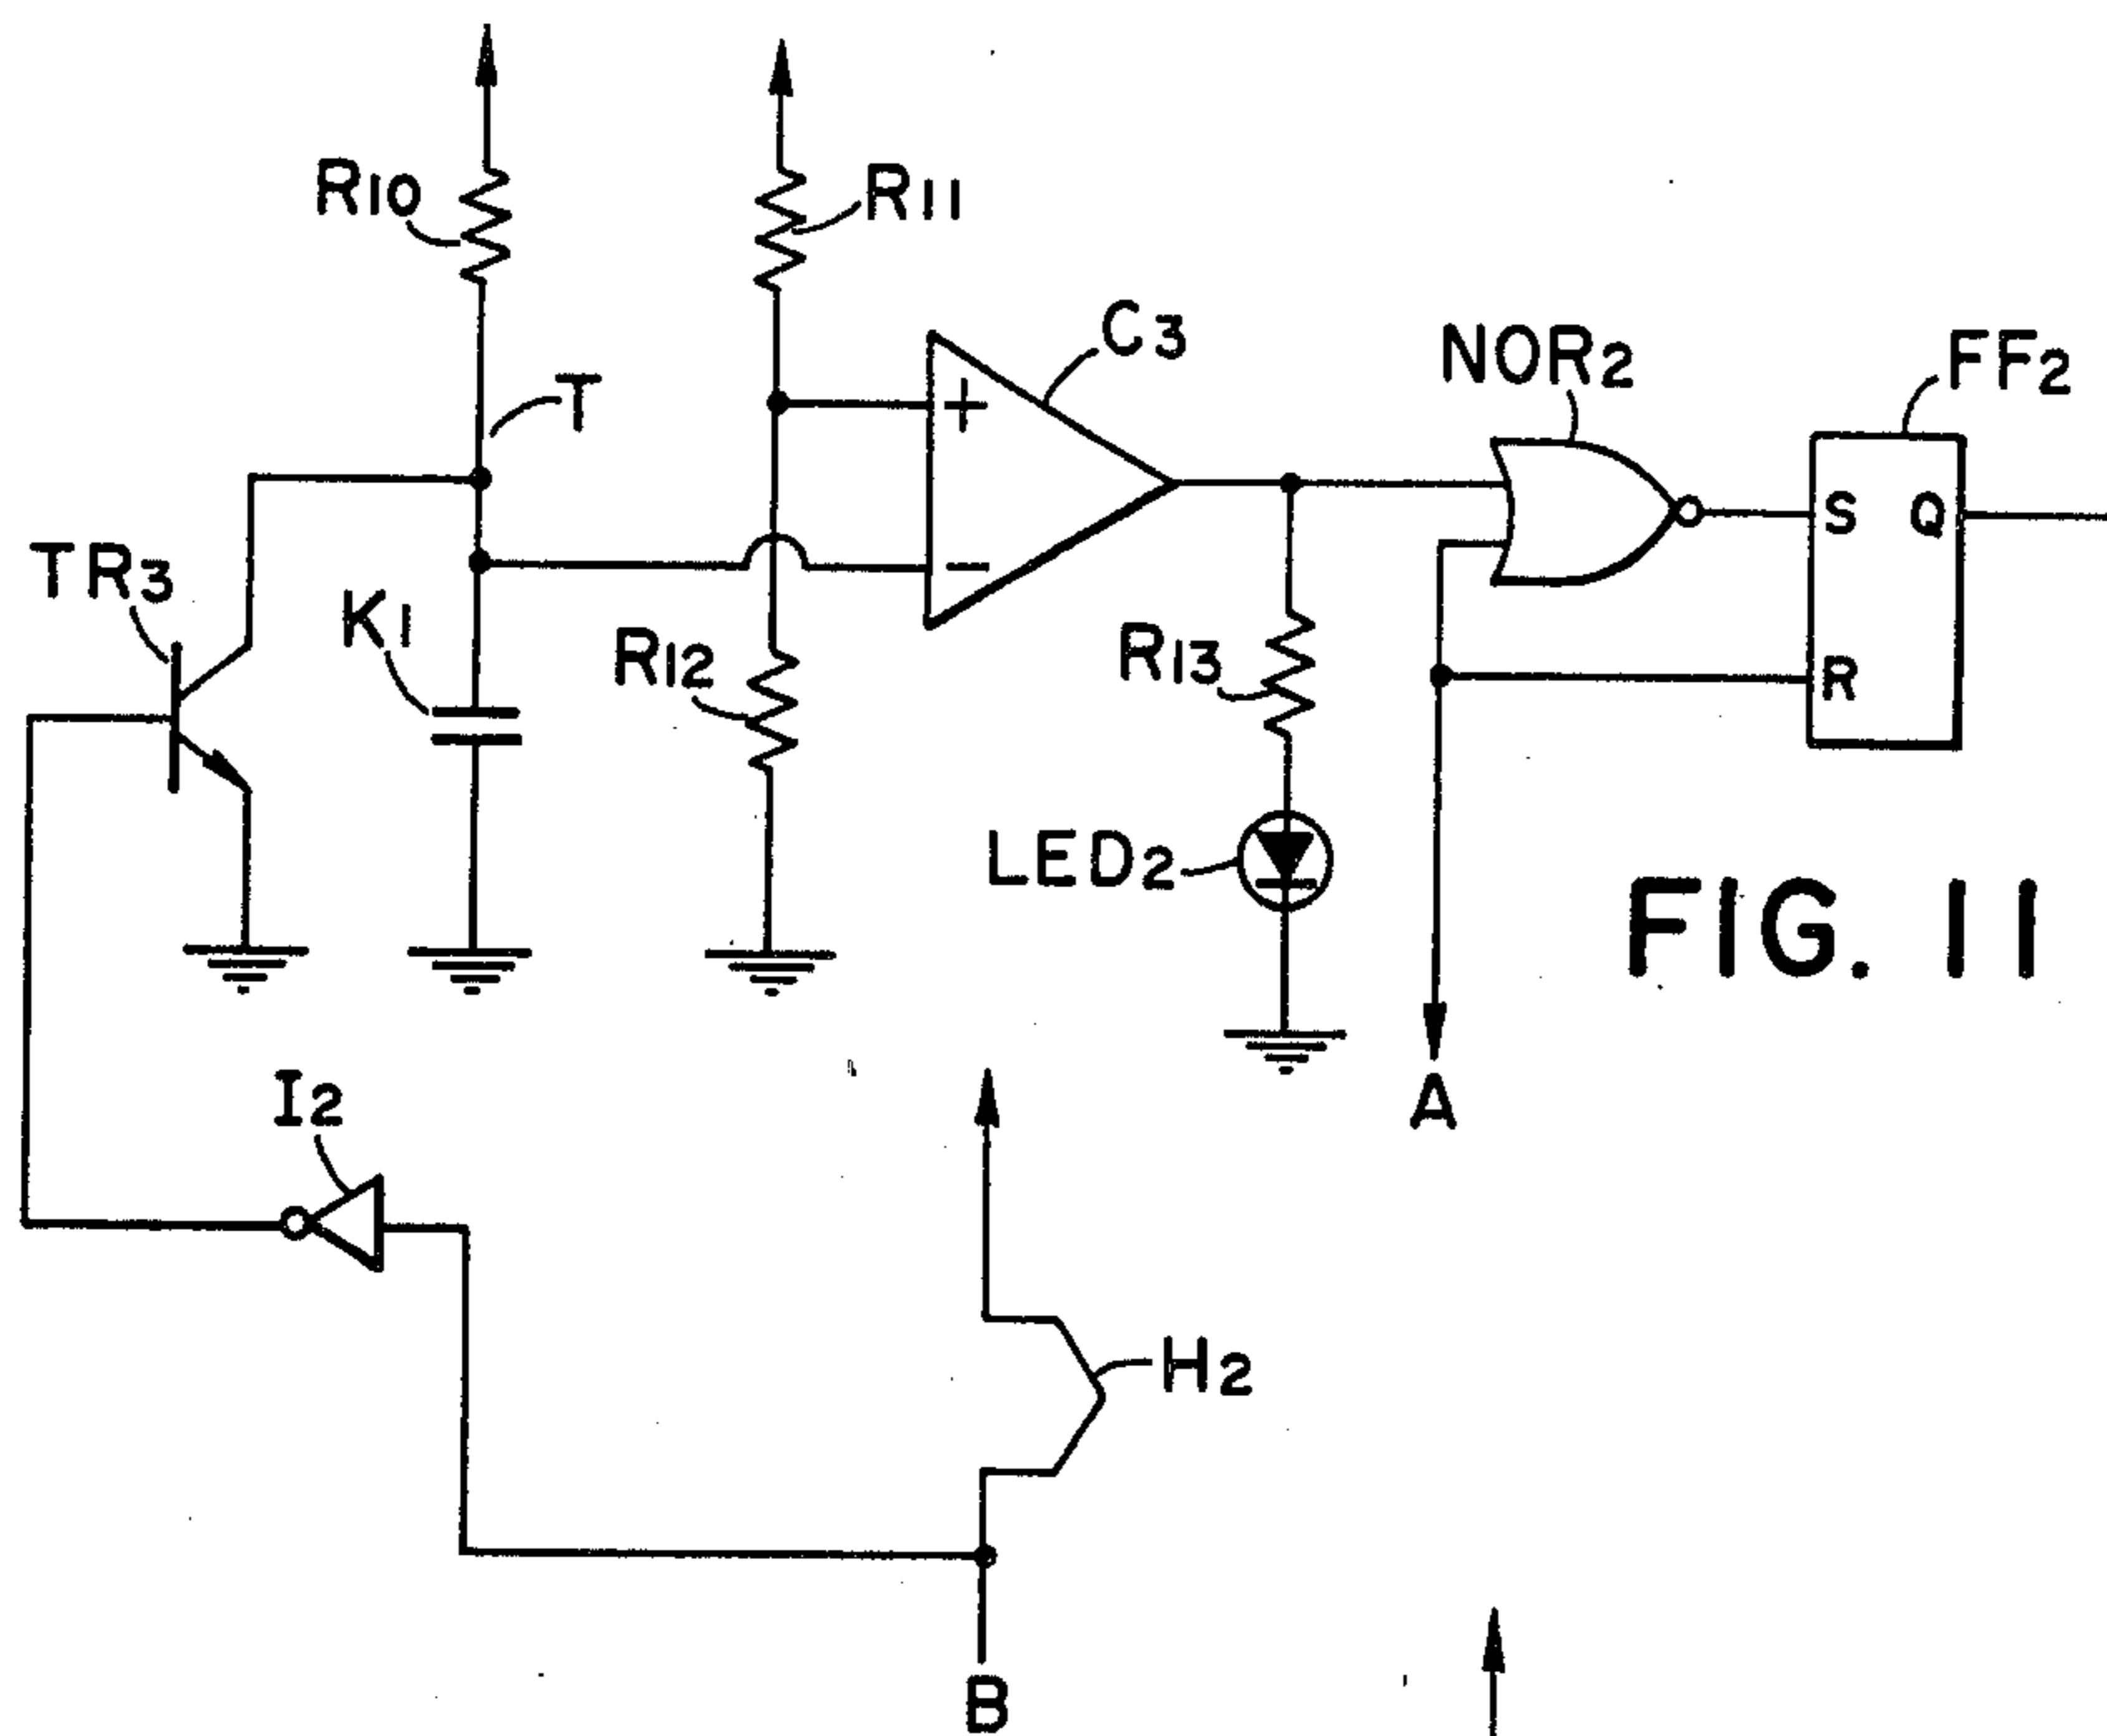 R10
R11
C3
NOR2
FF2
T
+
S Q
TR3
K1
-
R12
R13
R
LED2
FIG. 11
A
I2
H2
B